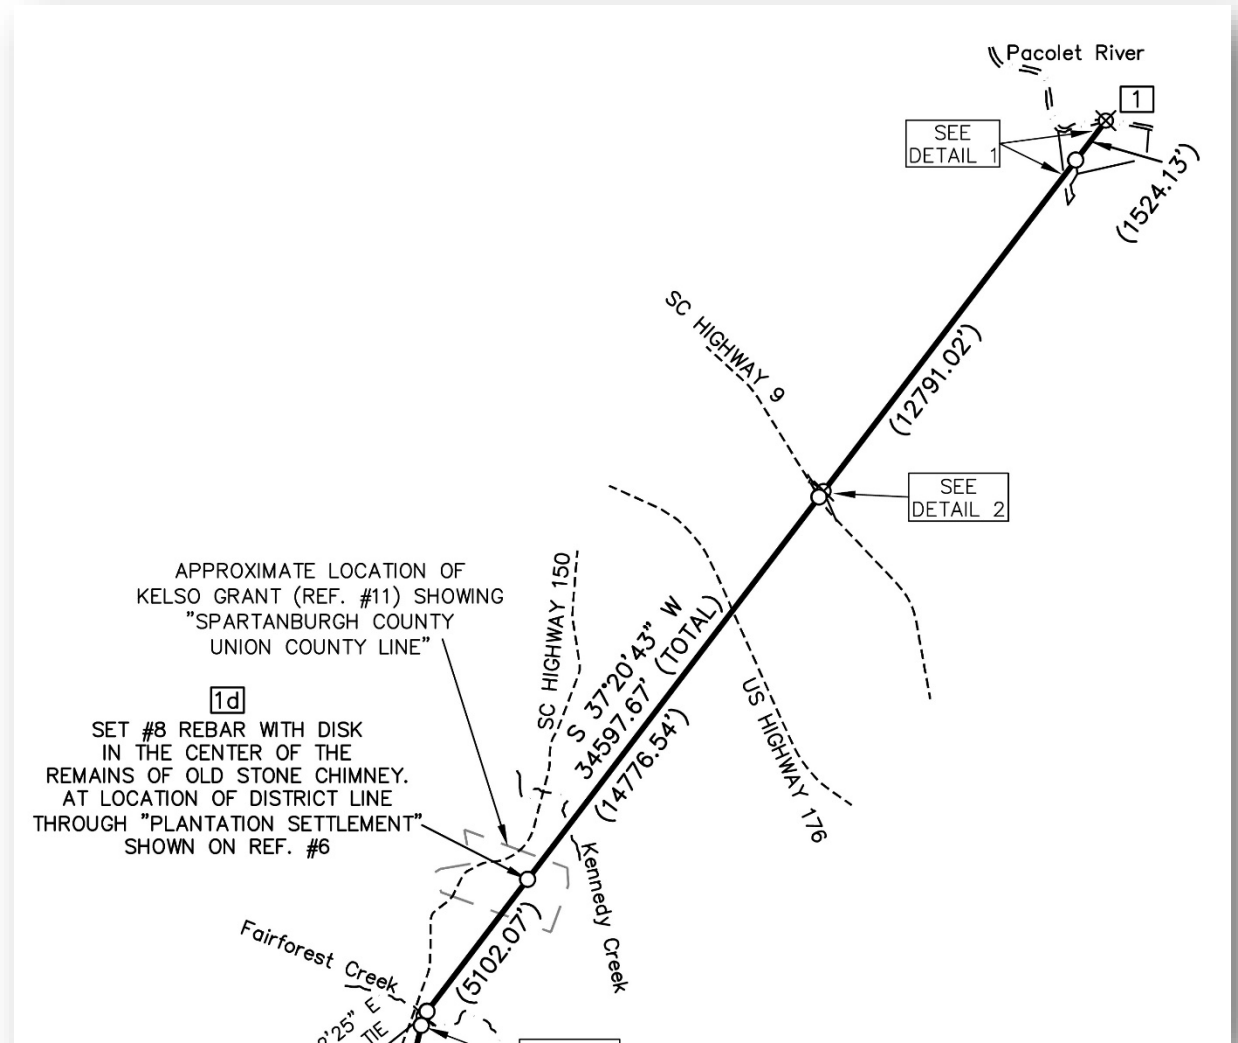 Pacolet River
1
SEE
DETAIL 1
(1524.13')
SC HIGHWAY 9
(12791.02')
SEE
DETAIL 2
APPROXIMATE LOCATION OF
KELSO GRANT (REF. #11) SHOWING
"SPARTANBURGH COUNTY
UNION COUNTY LINE"
SC HIGHWAY 150
S 37°20'43" W
34597.67' (TOTAL)
(14776.54')
US HIGHWAY 176
1d
SET #8 REBAR WITH DISK
IN THE CENTER OF THE
REMAINS OF OLD STONE CHIMNEY.
AT LOCATION OF DISTRICT LINE
THROUGH "PLANTATION SETTLEMENT"
SHOWN ON REF. #6
Kennedy Creek
Fairforest Creek
(5102.07')
'25" E
TIE